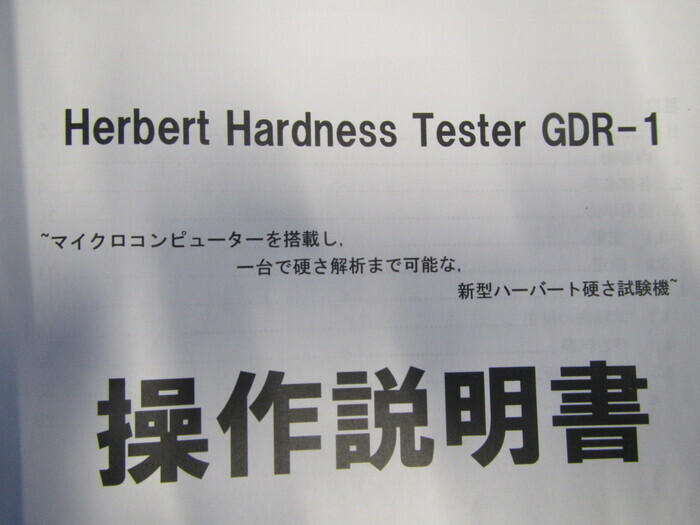 Herbert Hardness Tester GDR-1
~マイクロコンピューターを搭載し,
一台で硬さ解析まで可能な,
新型ハーバート硬さ試験機~
操作説明書